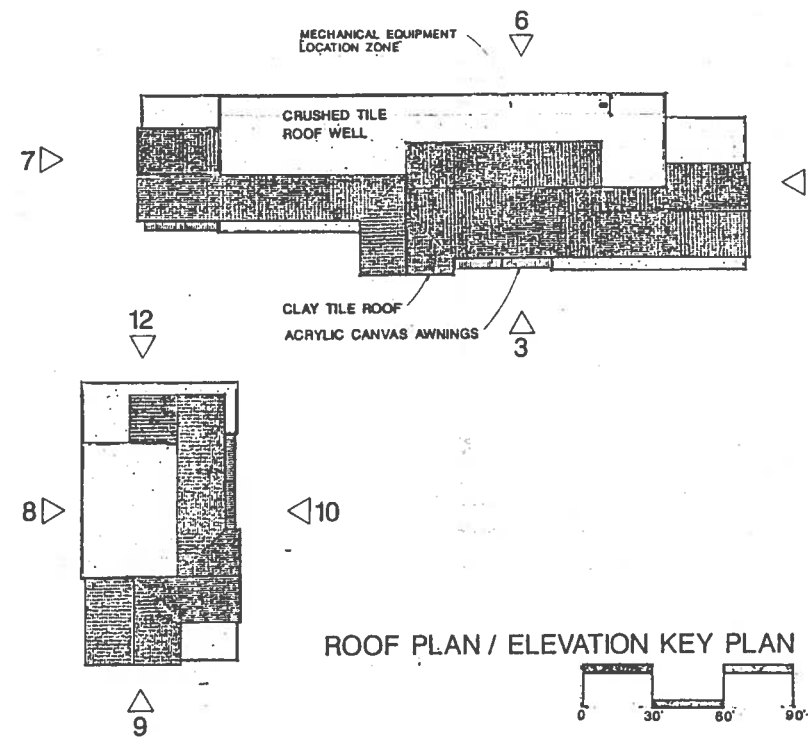 MECHANICAL EQUIPMENT
LOCATION ZONE
6
CRUSHED TILE
ROOF WELL
7
CLAY TILE ROOF
ACRYLIC CANVAS AWNINGS
3
12
8
10
9
ROOF PLAN / ELEVATION KEY PLAN
0 30' 60' 90'